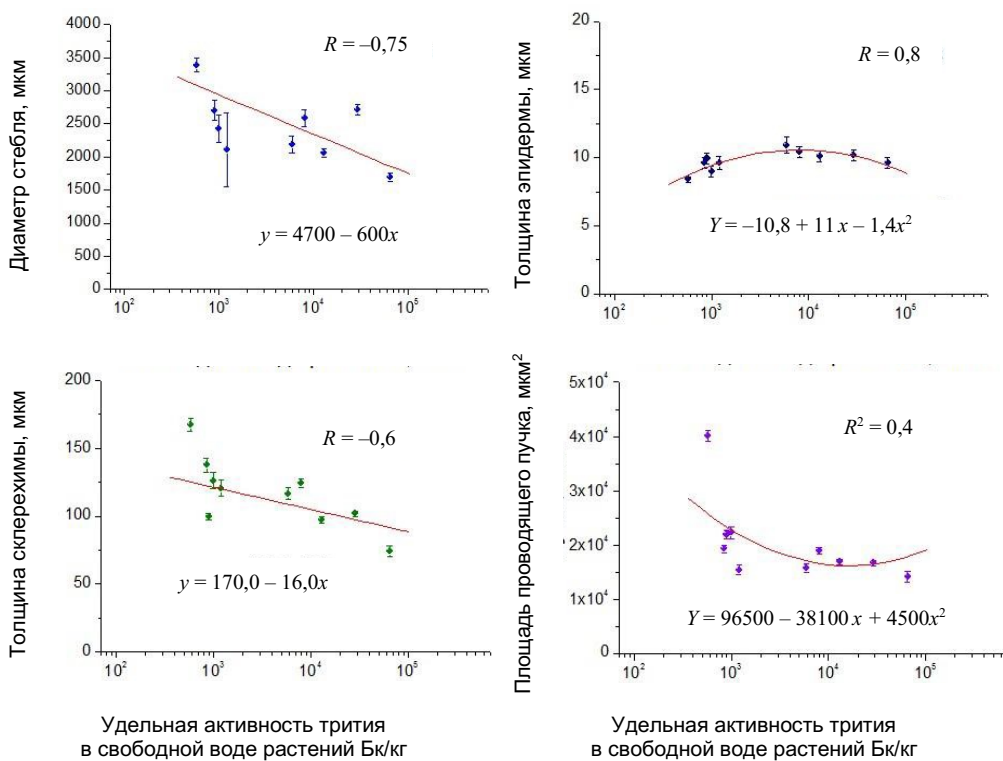 Диаметр стебля, мкм
4000
3500
3000
2500
2000
1500
1000
500
0
R = –0,75
y = 4700 – 600x
10² 10³ 10⁴ 10⁵
Толщина эпидермы, мкм
20
15
10
5
0
R = 0,8
Y = –10,8 + 11x – 1,4x²
10² 10³ 10⁴ 10⁵
Толщина склерехимы, мкм
200
150
100
50
0
R = –0,6
y = 170,0 – 16,0x
10² 10³ 10⁴ 10⁵
Удельная активность трития
в свободной воде растений Бк/кг
Площадь проводящего пучка, мкм²
5x10⁴
4x10⁴
3x10⁴
2x10⁴
1x10⁴
0
R² = 0,4
Y = 96500 – 38100x + 4500x²
10² 10³ 10⁴ 10⁵
Удельная активность трития
в свободной воде растений Бк/кг